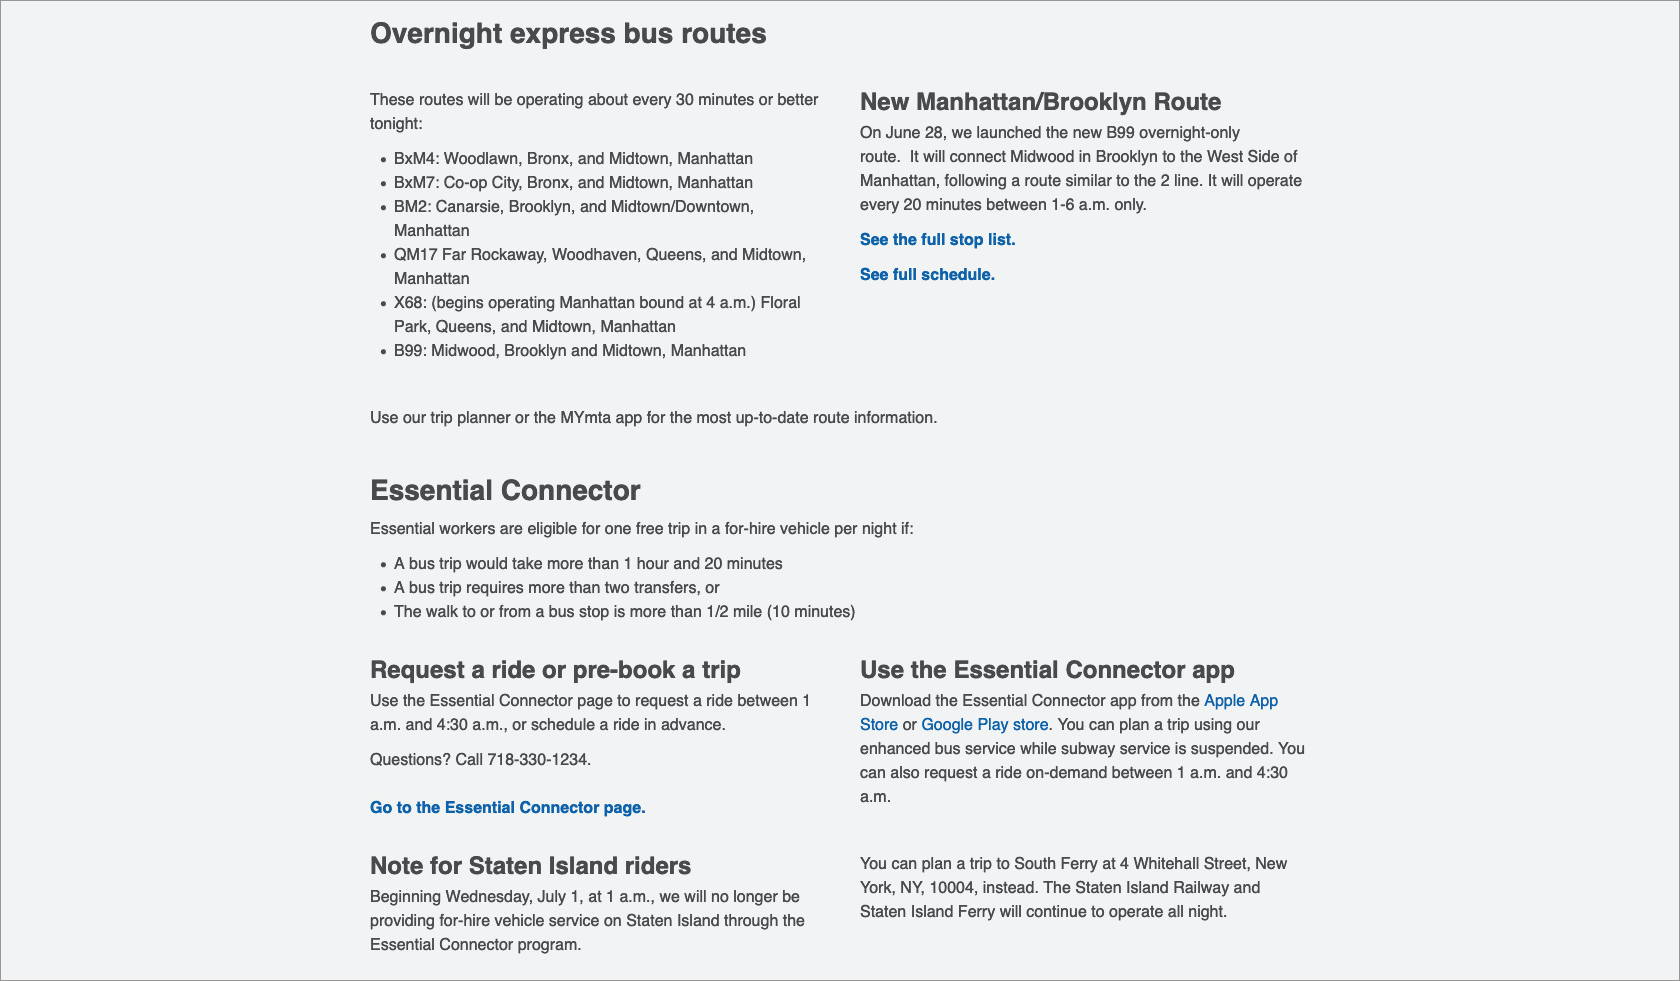 Overnight express bus routes
These routes will be operating about every 30 minutes or better
tonight:
• BxM4: Woodlawn, Bronx, and Midtown, Manhattan
• BxM7: Co-op City, Bronx, and Midtown, Manhattan
• BM2: Canarsie, Brooklyn, and Midtown/Downtown,
Manhattan
• QM17 Far Rockaway, Woodhaven, Queens, and Midtown,
Manhattan
• X68: (begins operating Manhattan bound at 4 a.m.) Floral
Park, Queens, and Midtown, Manhattan
• B99: Midwood, Brooklyn and Midtown, Manhattan
New Manhattan/Brooklyn Route
On June 28, we launched the new B99 overnight-only
route.  It will connect Midwood in Brooklyn to the West Side of
Manhattan, following a route similar to the 2 line. It will operate
every 20 minutes between 1-6 a.m. only.
See the full stop list.
See full schedule.
Use our trip planner or the MYmta app for the most up-to-date route information.
Essential Connector
Essential workers are eligible for one free trip in a for-hire vehicle per night if:
• A bus trip would take more than 1 hour and 20 minutes
• A bus trip requires more than two transfers, or
• The walk to or from a bus stop is more than 1/2 mile (10 minutes)
Request a ride or pre-book a trip
Use the Essential Connector page to request a ride between 1
a.m. and 4:30 a.m., or schedule a ride in advance.
Questions? Call 718-330-1234.
Go to the Essential Connector page.
Use the Essential Connector app
Download the Essential Connector app from the Apple App
Store or Google Play store. You can plan a trip using our
enhanced bus service while subway service is suspended. You
can also request a ride on-demand between 1 a.m. and 4:30
a.m.
Note for Staten Island riders
Beginning Wednesday, July 1, at 1 a.m., we will no longer be
providing for-hire vehicle service on Staten Island through the
Essential Connector program.
You can plan a trip to South Ferry at 4 Whitehall Street, New
York, NY, 10004, instead. The Staten Island Railway and
Staten Island Ferry will continue to operate all night.